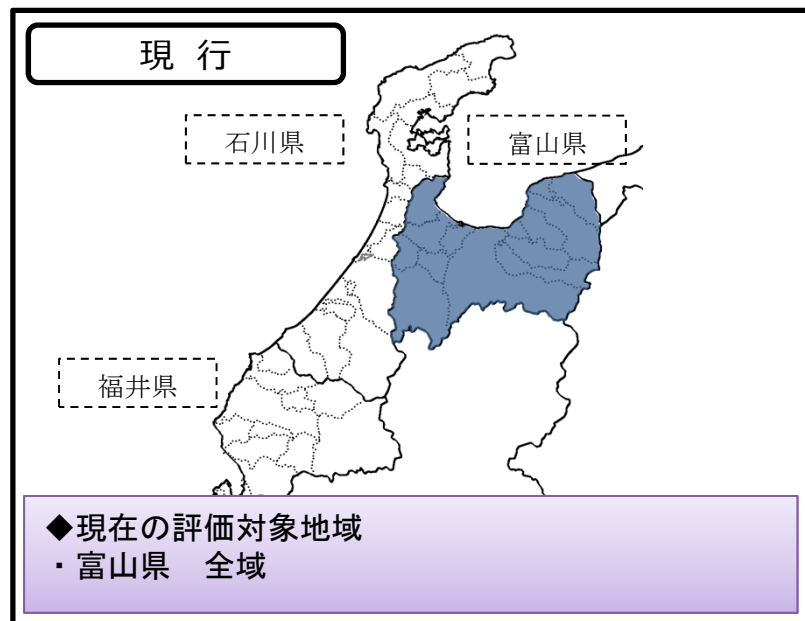 現 行
石川県
富山県
福井県
◆現在の評価対象地域
・富山県　全域